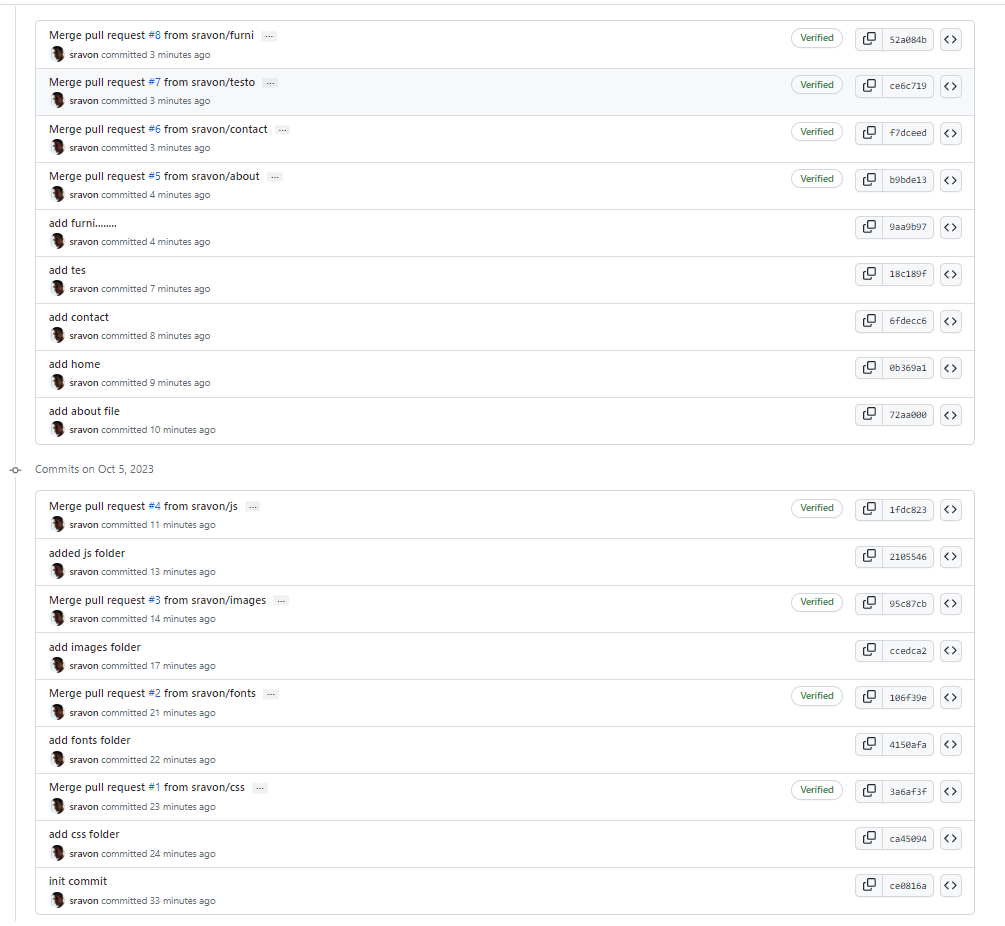 Merge pull request #8 from sravon/furni ... Verified 52a084b
sravon committed 3 minutes ago
Merge pull request #7 from sravon/testo ... Verified ce6c719
sravon committed 3 minutes ago
Merge pull request #6 from sravon/contact ... Verified f7dceed
sravon committed 3 minutes ago
Merge pull request #5 from sravon/about ... Verified b9bde13
sravon committed 4 minutes ago
add furni........ 9aa9b97
sravon committed 4 minutes ago
add tes 18c189f
sravon committed 7 minutes ago
add contact 6fdecc6
sravon committed 8 minutes ago
add home 0b369a1
sravon committed 9 minutes ago
add about file 72aa000
sravon committed 10 minutes ago
Commits on Oct 5, 2023
Merge pull request #4 from sravon/js ... Verified 1fdc823
sravon committed 11 minutes ago
added js folder 2105546
sravon committed 13 minutes ago
Merge pull request #3 from sravon/images ... Verified 95c87cb
sravon committed 14 minutes ago
add images folder ccedca2
sravon committed 17 minutes ago
Merge pull request #2 from sravon/fonts ... Verified 106f39e
sravon committed 21 minutes ago
add fonts folder 4150afa
sravon committed 22 minutes ago
Merge pull request #1 from sravon/css ... Verified 3a6af3f
sravon committed 23 minutes ago
add css folder ca45094
sravon committed 24 minutes ago
init commit ce0816a
sravon committed 33 minutes ago